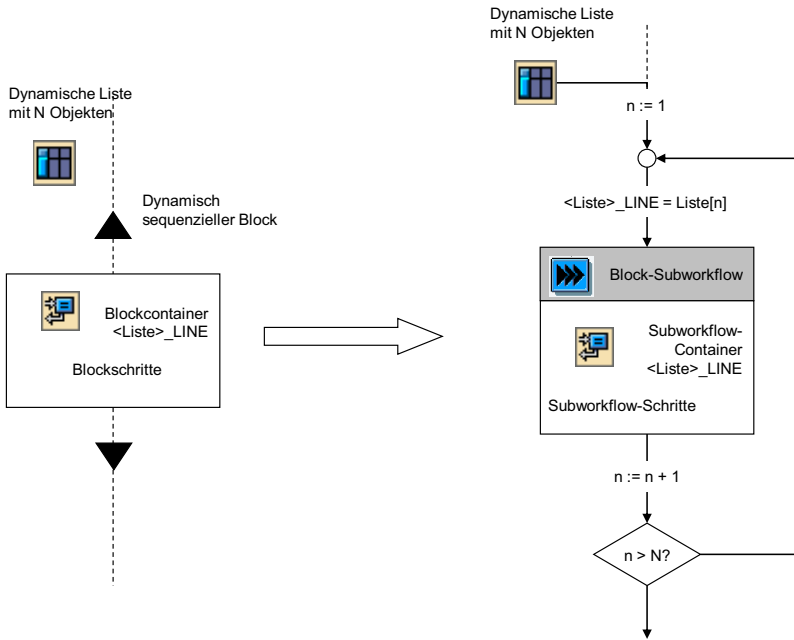 Dynamische Liste
mit N Objekten
Dynamisch
sequenzieller Block
Blockcontainer
<Liste>_LINE
Blockschritte
Dynamische Liste
mit N Objekten
n := 1
<Liste>_LINE = Liste[n]
Block-Subworkflow
Subworkflow-
Container
<Liste>_LINE
Subworkflow-Schritte
n := n + 1
n > N?